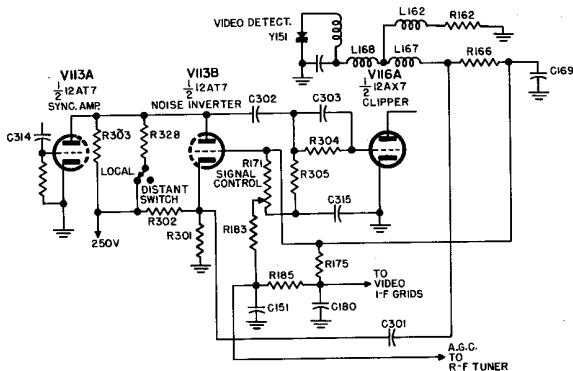 VIDEO DETECT.
Y151
L162
R162
L168
L167
R166
C169
V113A
1/2 12AT7
SYNC. AMP.
V113B
1/2 12AT7
NOISE INVERTER
V116A
1/2 12AX7
CLIPPER
C302
C303
C314
R303
R328
R304
LOCAL
DISTANT
SWITCH
R171
SIGNAL
CONTROL
R305
C315
R302
250V
R301
R183
R175
R185
TO
VIDEO
I-F GRIDS
C151
C180
C301
A.G.C.
TO
R-F TUNER